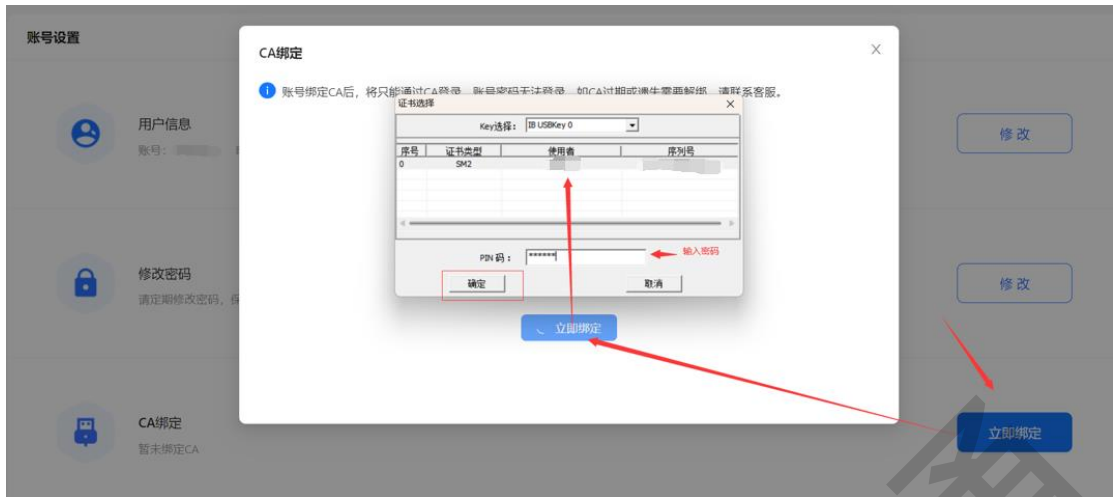 账号设置
CA绑定
账号绑定CA后，将只能通过CA登录，账号密码无法登录，如CA过期或遗失需要解绑，请联系客服。
证书选择
Key选择： IB USBKey 0
序号 证书类型 使用者 序列号
0 SM2
PIN 码： ******
输入密码
确定 取消
立即绑定
用户信息
账号：
修 改
修改密码
请定期修改密码，保
修 改
CA绑定
暂未绑定CA
立即绑定